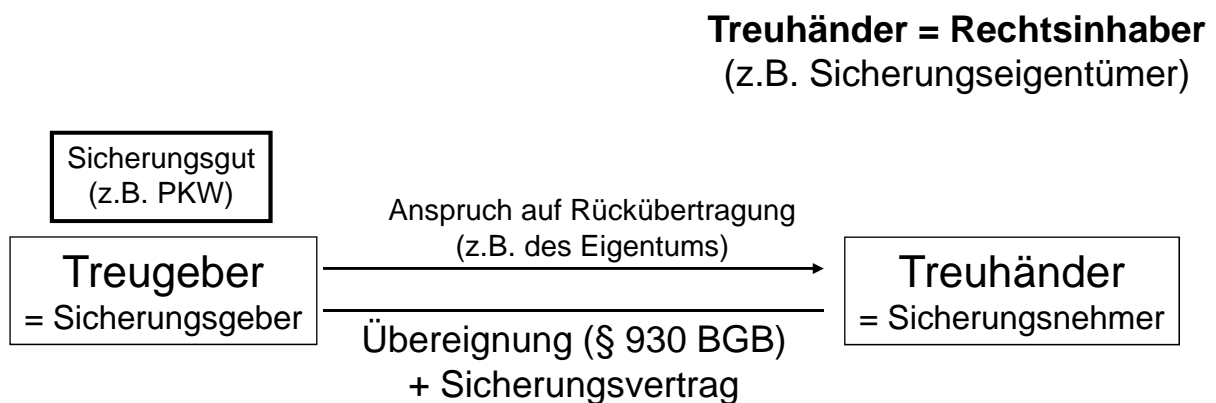 Treuhänder = Rechtsinhaber
(z.B. Sicherungseigentümer)
Sicherungsgut
(z.B. PKW)
Anspruch auf Rückübertragung
(z.B. des Eigentums)
Treugeber
= Sicherungsgeber
Treuhänder
= Sicherungsnehmer
Übereignung (§ 930 BGB)
+ Sicherungsvertrag